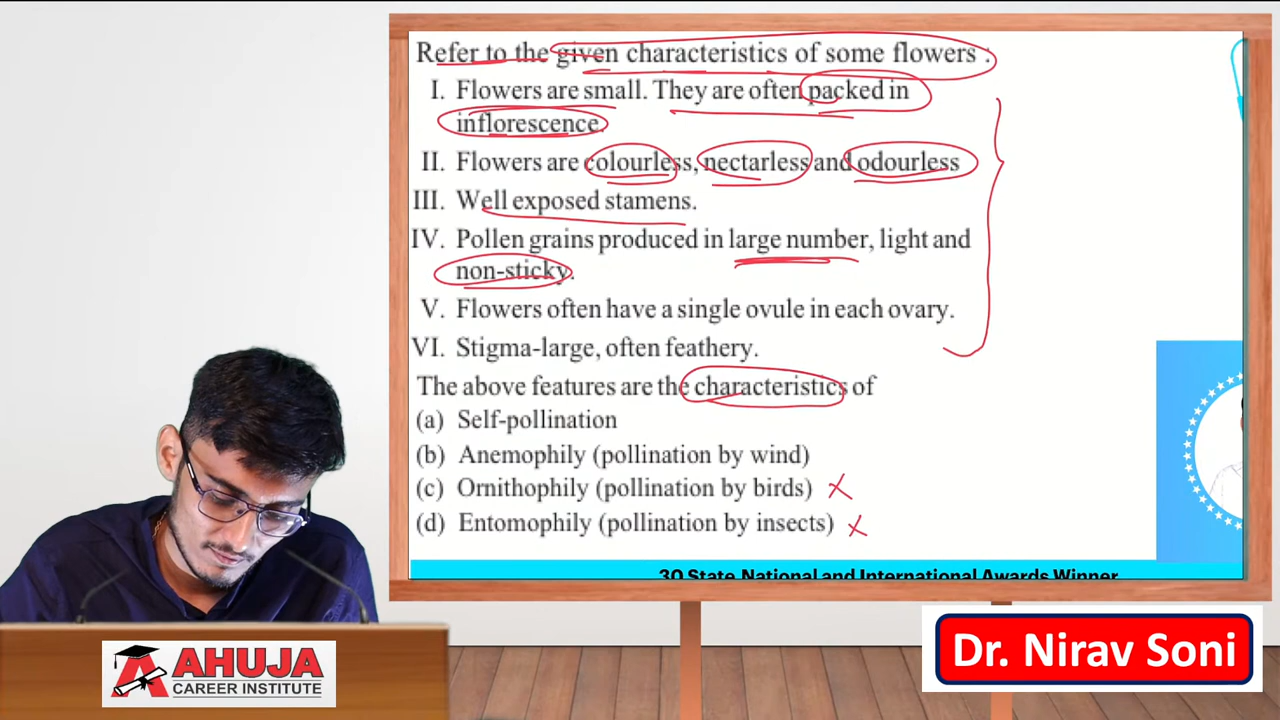 Refer to the given characteristics of some flowers :
I. Flowers are small. They are often packed in
inflorescence.
II. Flowers are colourless, nectarless and odourless
III. Well exposed stamens.
IV. Pollen grains produced in large number, light and
non-sticky.
V. Flowers often have a single ovule in each ovary.
VI. Stigma-large, often feathery.
The above features are the characteristics of
(a) Self-pollination
(b) Anemophily (pollination by wind)
(c) Ornithophily (pollination by birds)
(d) Entomophily (pollination by insects)
30 State, National and International Awards Winner
AHUJA
CAREER INSTITUTE
Dr. Nirav Soni